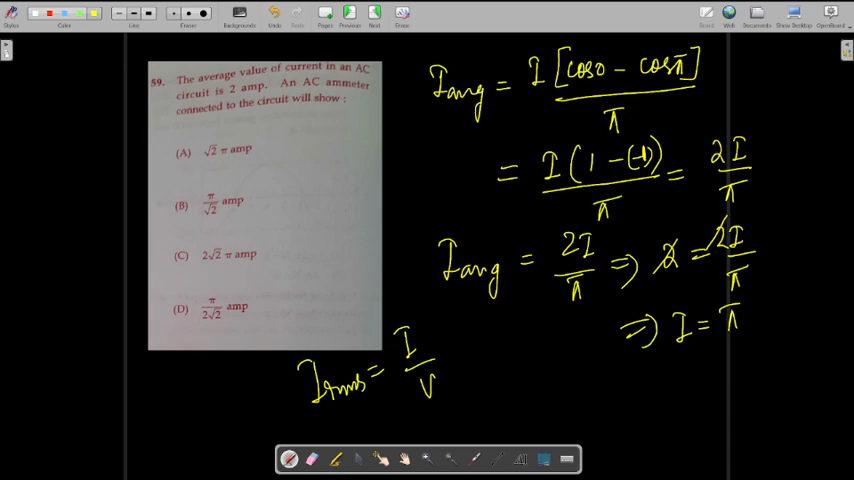 Stylus
Color
Line
Eraser
Backgrounds
Undo
Redo
Pages
Previous
Next
Erase
Board
Web
Documents
Show Desktop
OpenBoard
59. The average value of current in an AC
circuit is 2 amp. An AC ammeter
connected to the circuit will show :
(A) √2 π amp
(B) π/√2 amp
(C) 2√2 π amp
(D) π/2√2 amp
Iavg = I [cos0 - cosπ] / π
= I (1 - (-1)) / π = 2I / π
Iavg = 2I / π ⇒ 2 = 2I / π
⇒ I = π
Irms = I / √